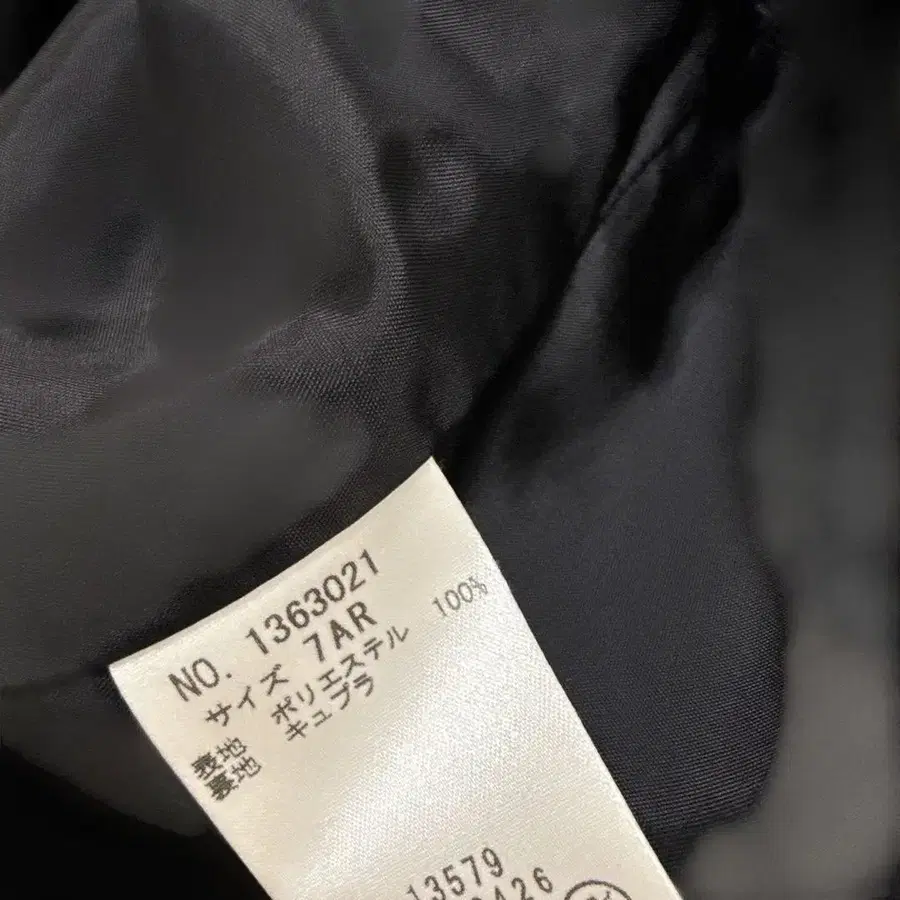 NO. 1363021
サイズ 7AR
表地 ポリエステル 100%
裏地 キュプラ
13579